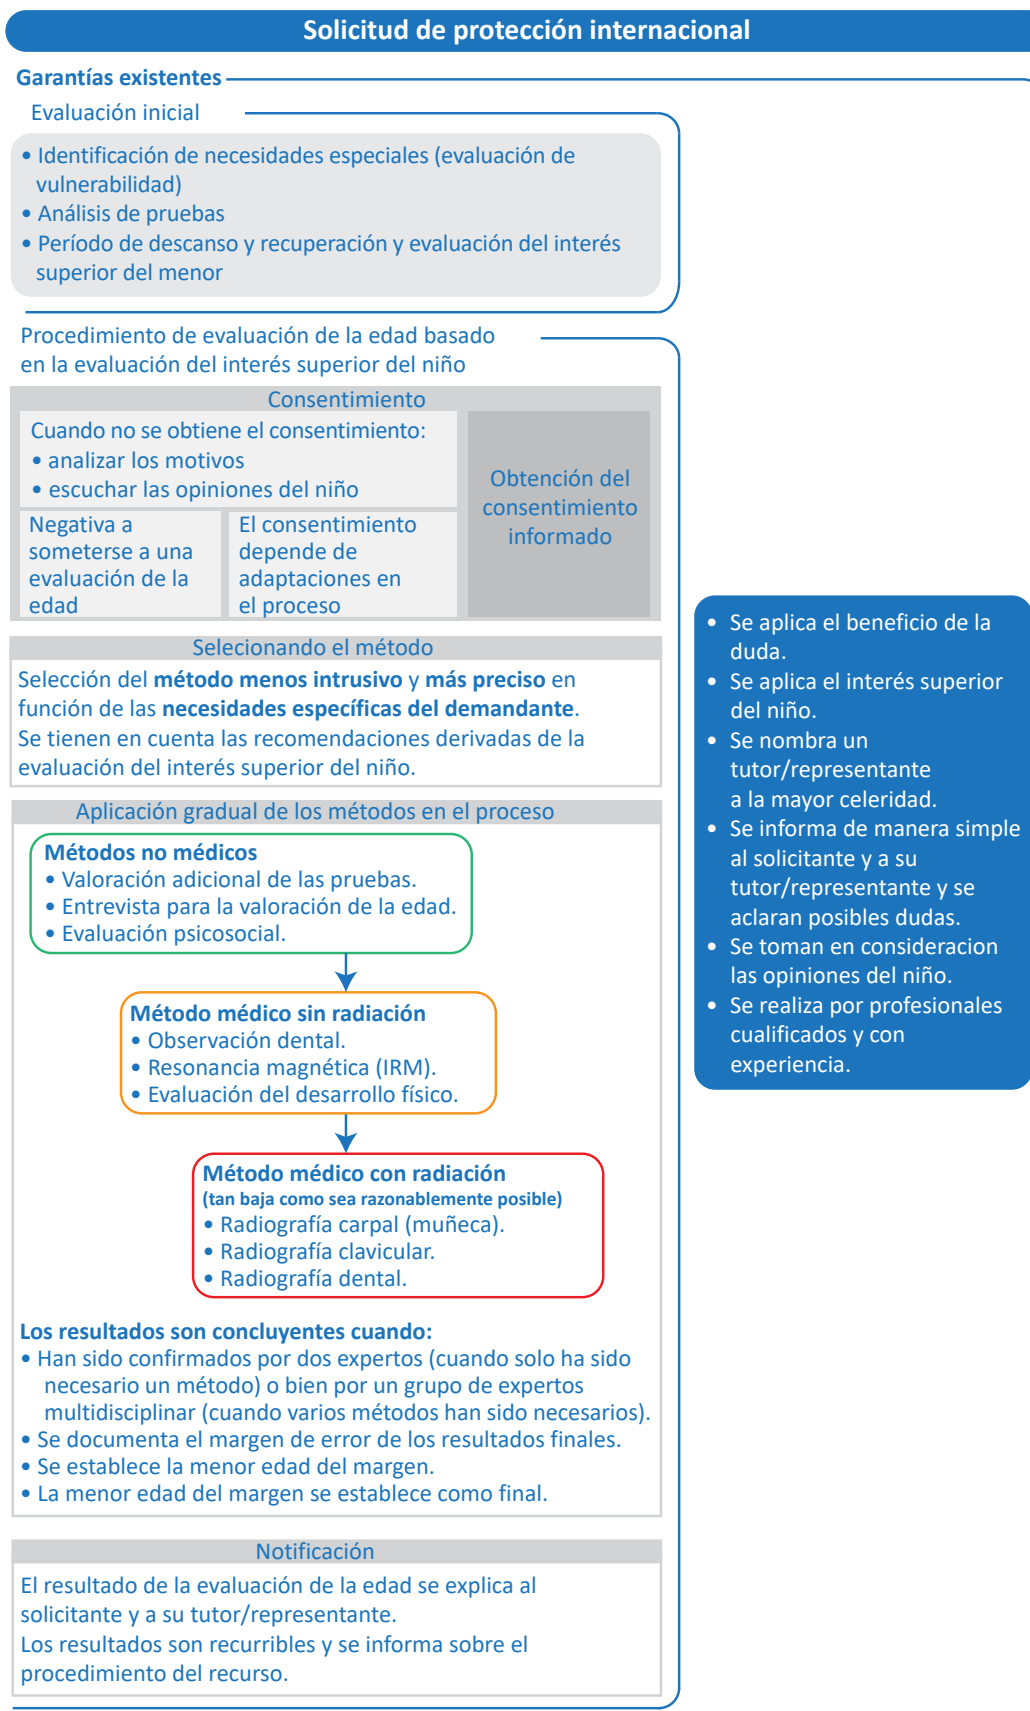 Solicitud de protección internacional
Garantías existentes
Evaluación inicial
• Identificación de necesidades especiales (evaluación de
vulnerabilidad)
• Análisis de pruebas
• Período de descanso y recuperación y evaluación del interés
superior del menor
Procedimiento de evaluación de la edad basado
en la evaluación del interés superior del niño
Consentimiento
Cuando no se obtiene el consentimiento:
• analizar los motivos
• escuchar las opiniones del niño
Negativa a
someterse a una
evaluación de la
edad
El consentimiento
depende de
adaptaciones en
el proceso
Obtención del
consentimiento
informado
Selecionando el método
Selección del método menos intrusivo y más preciso en
función de las necesidades específicas del demandante.
Se tienen en cuenta las recomendaciones derivadas de la
evaluación del interés superior del niño.
Aplicación gradual de los métodos en el proceso
Métodos no médicos
• Valoración adicional de las pruebas.
• Entrevista para la valoración de la edad.
• Evaluación psicosocial.
Método médico sin radiación
• Observación dental.
• Resonancia magnética (IRM).
• Evaluación del desarrollo físico.
Método médico con radiación
(tan baja como sea razonablemente posible)
• Radiografía carpal (muñeca).
• Radiografía clavicular.
• Radiografía dental.
Los resultados son concluyentes cuando:
• Han sido confirmados por dos expertos (cuando solo ha sido
necesario un método) o bien por un grupo de expertos
multidisciplinar (cuando varios métodos han sido necesarios).
• Se documenta el margen de error de los resultados finales.
• Se establece la menor edad del margen.
• La menor edad del margen se establece como final.
Notificación
El resultado de la evaluación de la edad se explica al
solicitante y a su tutor/representante.
Los resultados son recurribles y se informa sobre el
procedimiento del recurso.
• Se aplica el beneficio de la
duda.
• Se aplica el interés superior
del niño.
• Se nombra un
tutor/representante
a la mayor celeridad.
• Se informa de manera simple
al solicitante y a su
tutor/representante y se
aclaran posibles dudas.
• Se toman en consideracion
las opiniones del niño.
• Se realiza por profesionales
cualificados y con
experiencia.